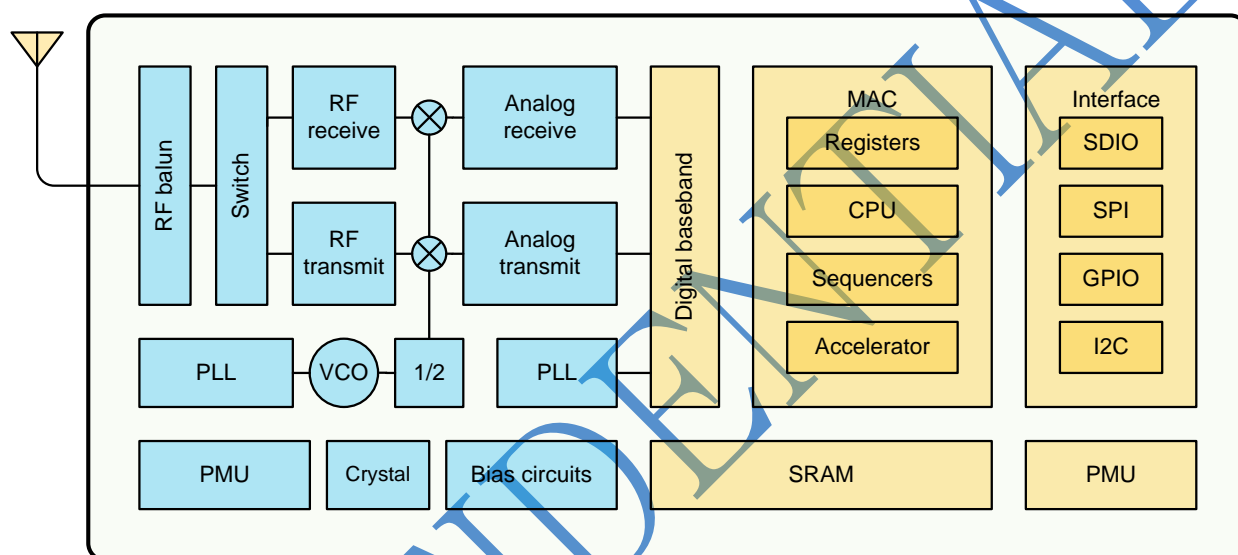 RF balun
Switch
RF
receive
Analog
receive
RF
transmit
Analog
transmit
Digital baseband
MAC
Registers
CPU
Sequencers
Accelerator
Interface
SDIO
SPI
GPIO
I2C
PLL
VCO
1/2
PLL
PMU
Crystal
Bias circuits
SRAM
PMU